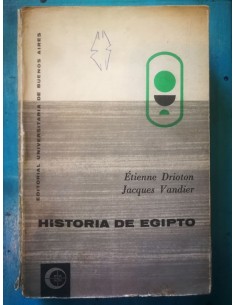 EDITORIAL UNIVERSITARIA DE BUENOS AIRES
Étienne Drioton
Jacques Vandier
HISTORIA DE EGIPTO